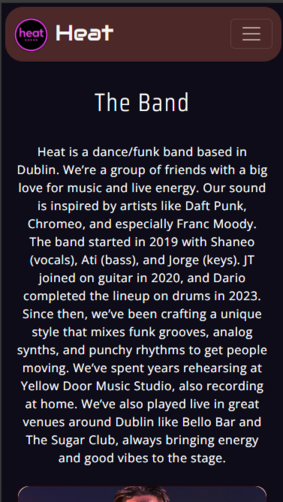 heat
Heat
The Band
Heat is a dance/funk band based in
Dublin. We’re a group of friends with a big
love for music and live energy. Our sound
is inspired by artists like Daft Punk,
Chromeo, and especially Franc Moody.
The band started in 2019 with Shaneo
(vocals), Ati (bass), and Jorge (keys). JT
joined on guitar in 2020, and Dario
completed the lineup on drums in 2023.
Since then, we’ve been crafting a unique
style that mixes funk grooves, analog
synths, and punchy rhythms to get people
moving. We’ve spent years rehearsing at
Yellow Door Music Studio, also recording
at home. We’ve also played live in great
venues around Dublin like Bello Bar and
The Sugar Club, always bringing energy
and good vibes to the stage.